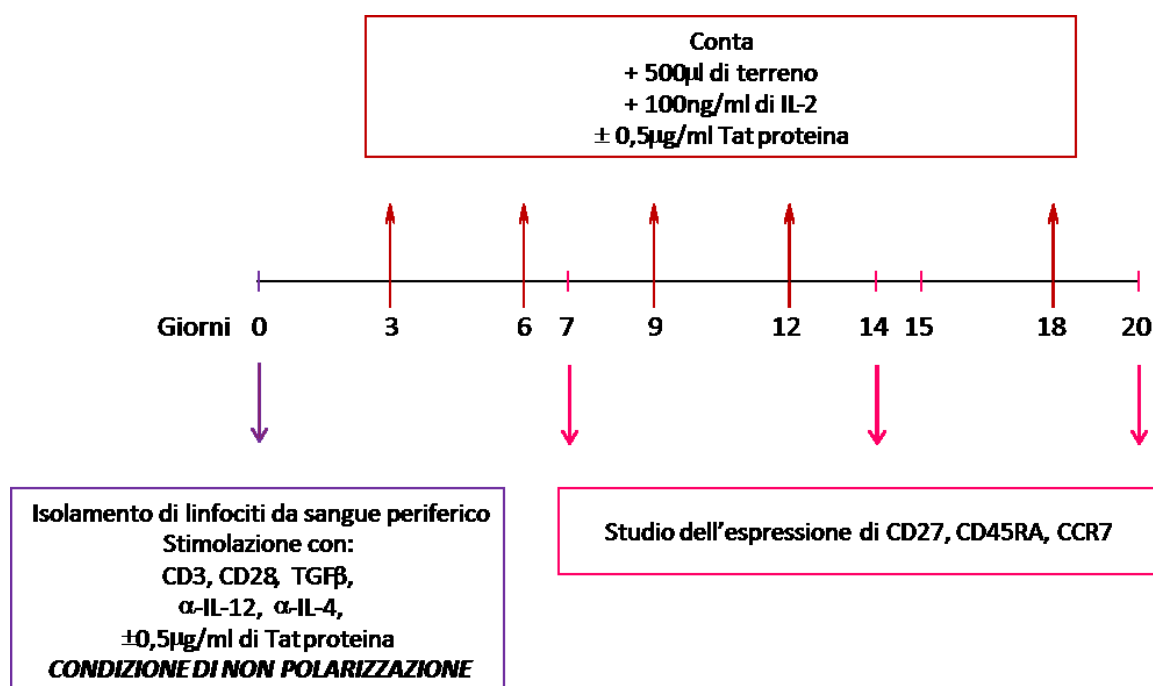 Conta
+ 500µl di terreno
+ 100ng/ml di IL-2
± 0,5µg/ml Tat proteina
Giorni 0 3 6 7 9 12 14 15 18 20
Isolamento di linfociti da sangue periferico
Stimolazione con:
CD3, CD28, TGFβ,
α-IL-12, α-IL-4,
±0,5µg/ml di Tat proteina
CONDIZIONE DI NON POLARIZZAZIONE
Studio dell'espressione di CD27, CD45RA, CCR7